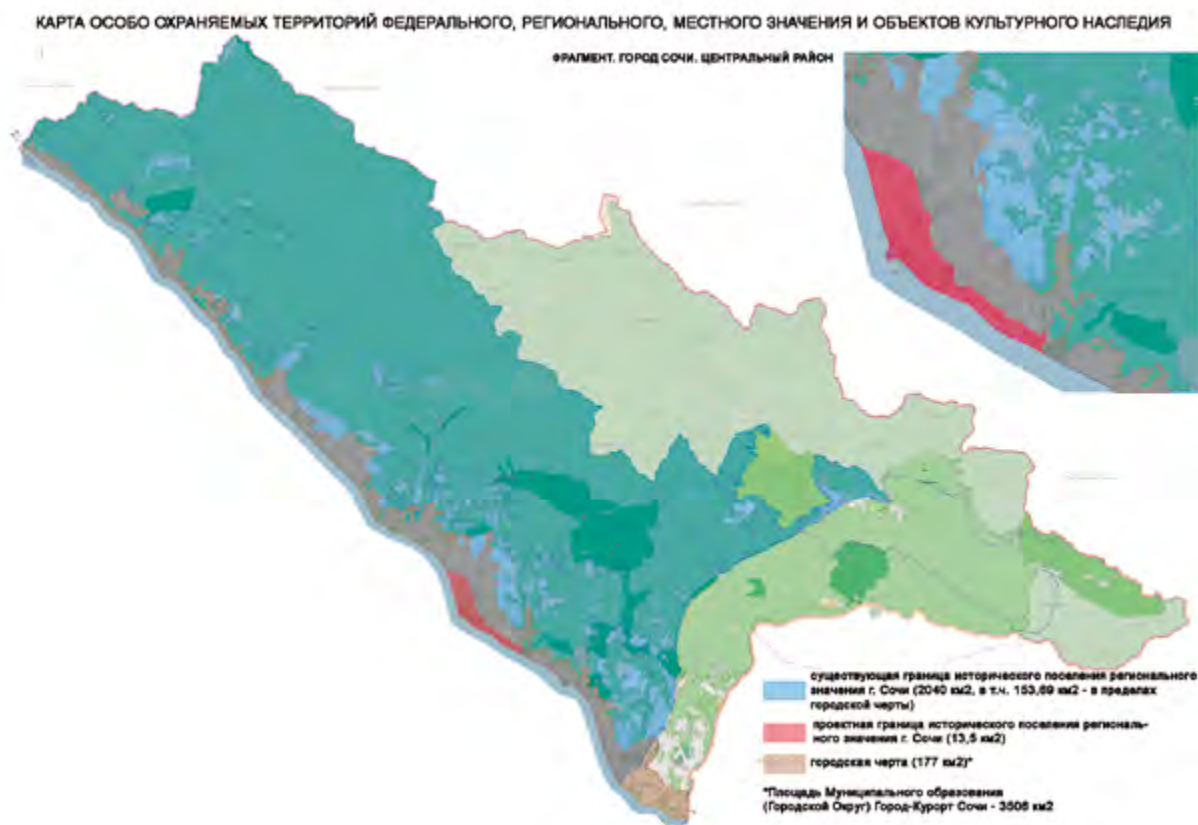 КАРТА ОСОБО ОХРАНЯЕМЫХ ТЕРРИТОРИЙ ФЕДЕРАЛЬНОГО, РЕГИОНАЛЬНОГО, МЕСТНОГО ЗНАЧЕНИЯ И ОБЪЕКТОВ КУЛЬТУРНОГО НАСЛЕДИЯ
ФРАГМЕНТ. ГОРОД СОЧИ. ЦЕНТРАЛЬНЫЙ РАЙОН
существующая граница исторического поселения регионального
значения г. Сочи (2040 км2, в т.ч. 153,69 км2 - в пределах
городской черты)
проектная граница исторического поселения регионально-
ного значения г. Сочи (13,5 км2)
городская черта (177 км2)*
*Площадь Муниципального образования
(Городской Округ) Город-Курорт Сочи - 3506 км2